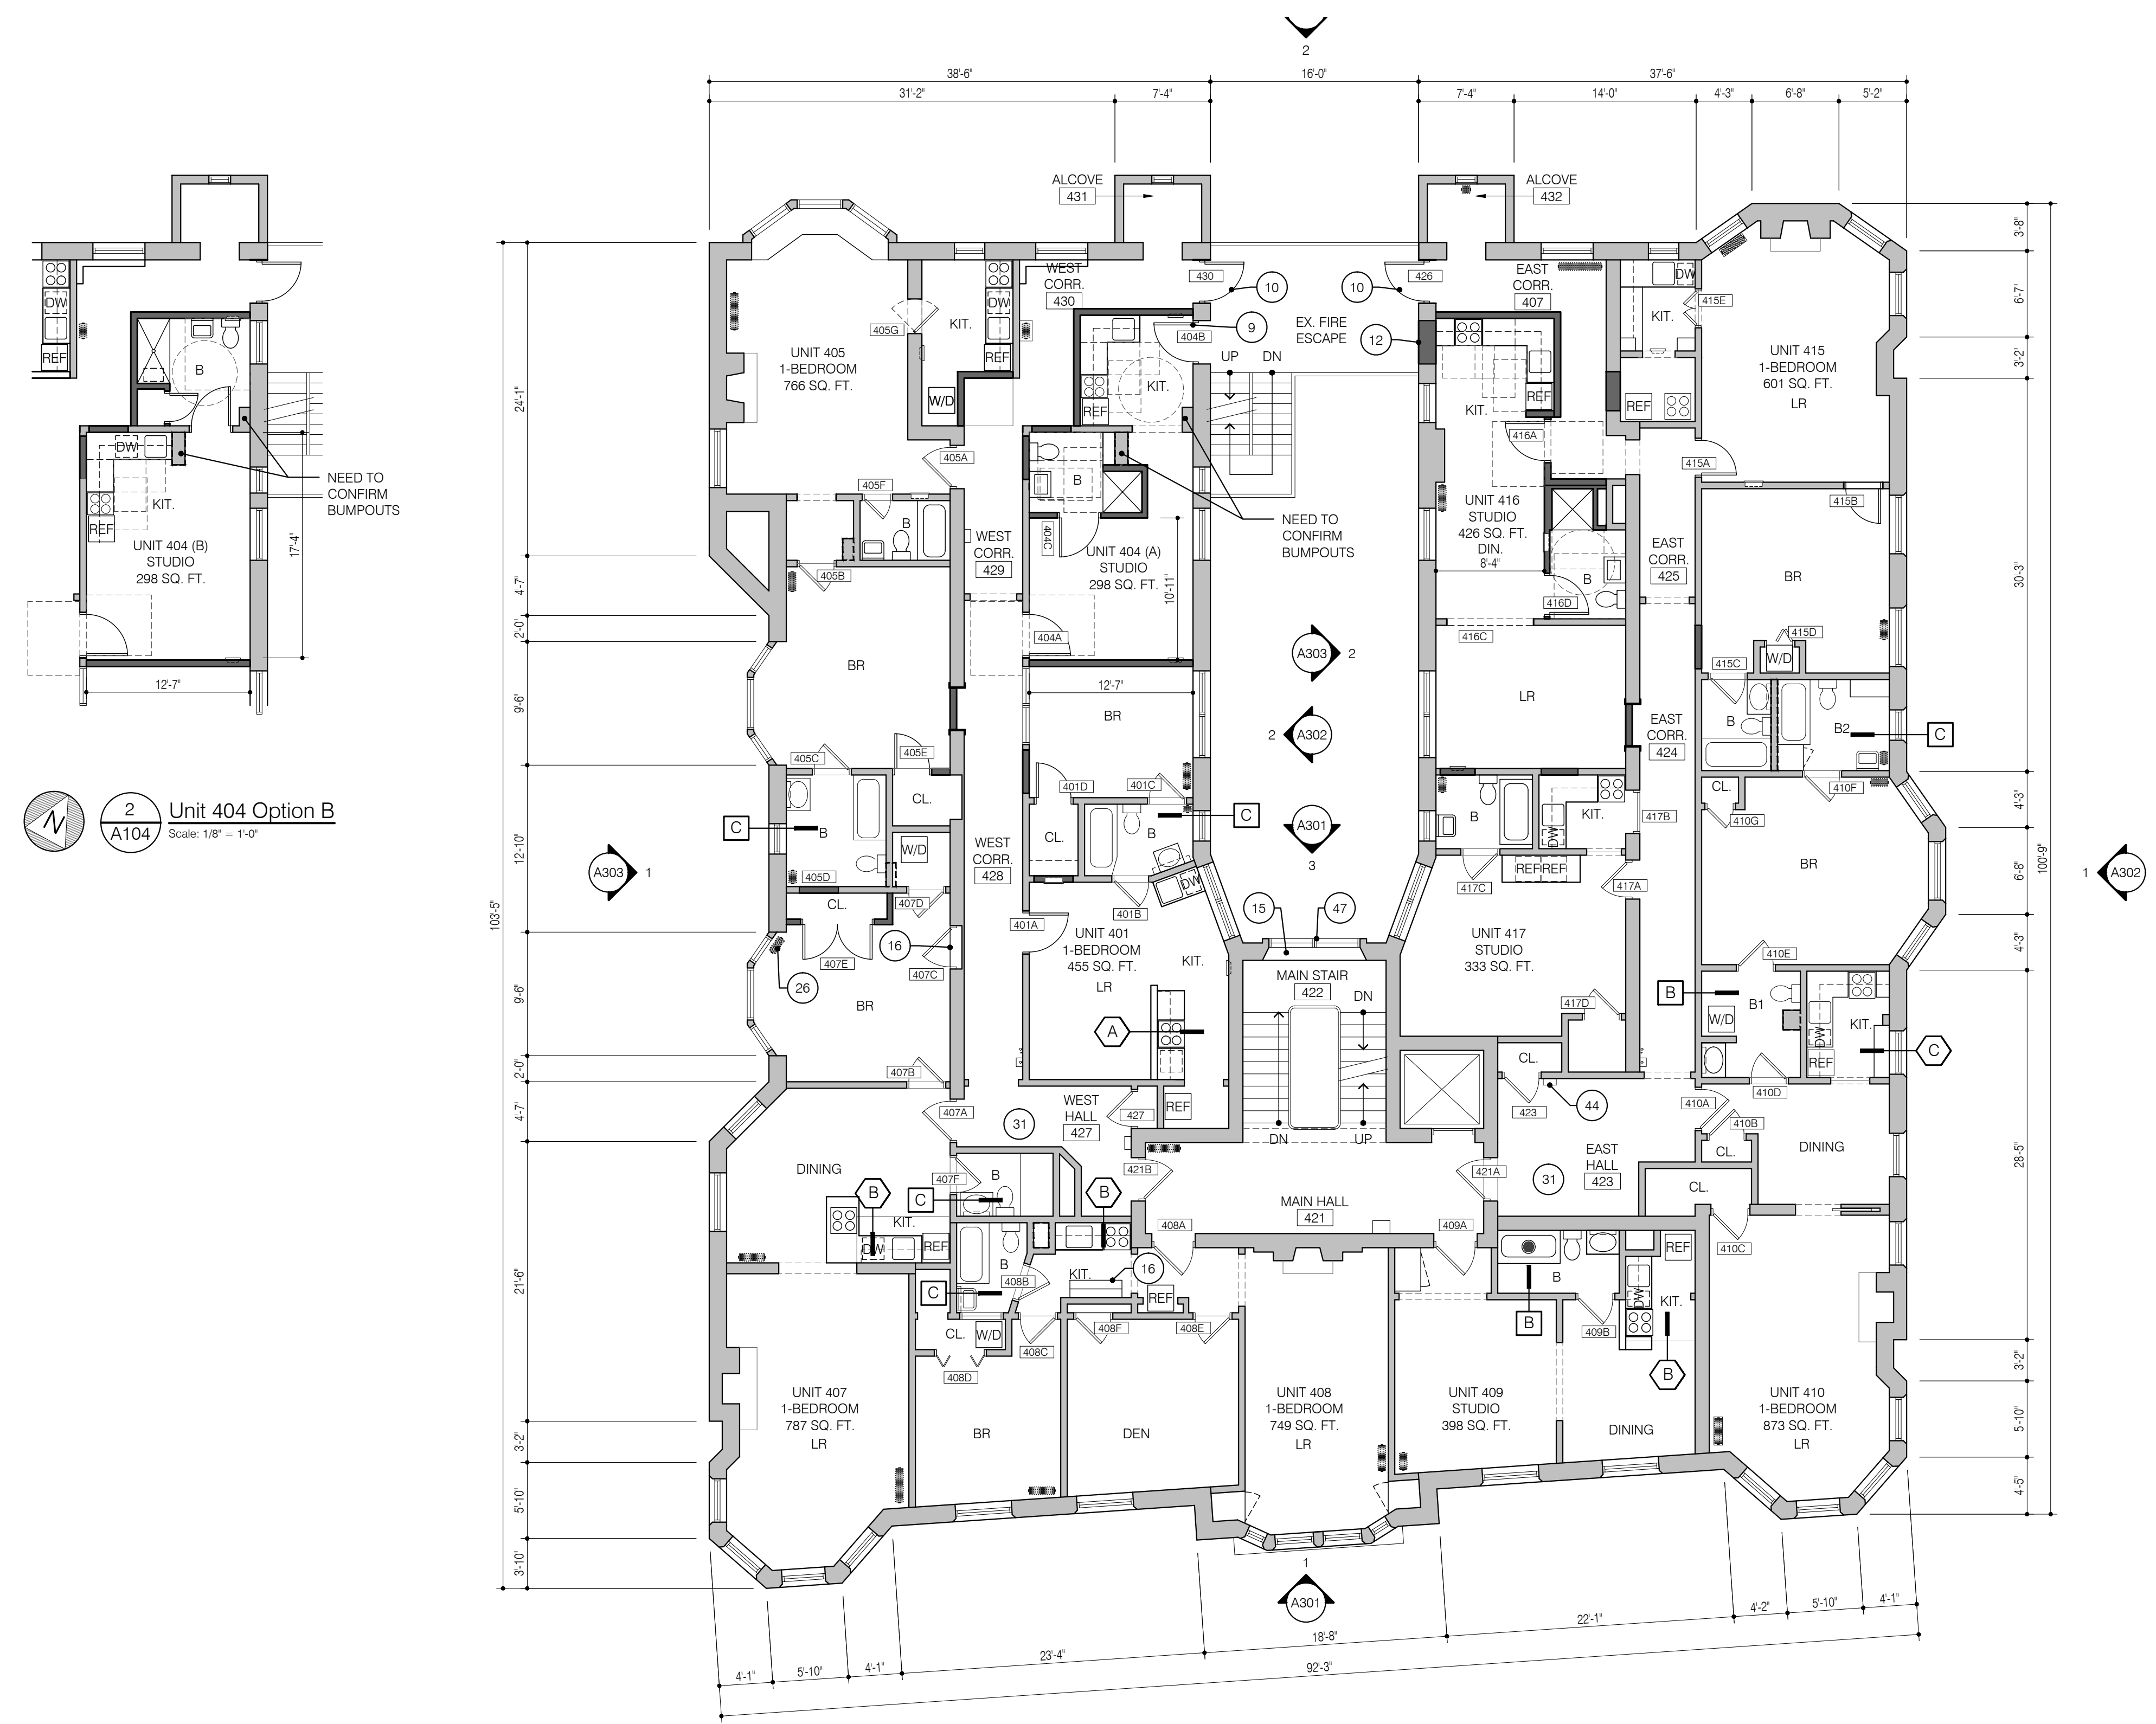 2
38'-6"
16'-0"
37'-6"
31'-2"
7'-4"
7'-4"
14'-0"
4'-3"
6'-8"
5'-2"
ALCOVE
431
ALCOVE
432
DW
REF
B
DW
KIT.
REF
UNIT 404 (B)
STUDIO
298 SQ. FT.
17'-4"
12'-7"
NEED TO
CONFIRM
BUMPOUTS
N
2
A104
Unit 404 Option B
Scale: 1/8" = 1'-0"
103'-5"
24'-1"
4'-7"
2'-0"
9'-6"
12'-10"
9'-6"
2'-0"
4'-7"
21'-6"
3'-2"
5'-10"
3'-10"
UNIT 405
1-BEDROOM
766 SQ. FT.
405G
KIT.
DW
REF
W/D
WEST
CORR.
430
430
10
10
426
9
404B
EX. FIRE
ESCAPE
12
UP
DN
KIT.
REF
EAST
CORR.
407
KIT.
REF
416A
DW
415E
KIT.
REF
UNIT 415
1-BEDROOM
601 SQ. FT.
LR
415A
415B
405A
405F
B
405B
WEST
CORR.
429
B
404C
UNIT 404 (A)
STUDIO
298 SQ. FT.
10'-11"
404A
NEED TO
CONFIRM
BUMPOUTS
UNIT 416
STUDIO
426 SQ. FT.
DIN.
8'-4"
B
416D
416C
EAST
CORR.
425
BR
415D
W/D
415C
BR
12'-7"
BR
A303
2
2
A302
A301
3
LR
EAST
CORR.
424
B
B2
C
405C
405E
CL.
C
B
W/D
405D
CL.
407D
401D
401C
C
CL.
B
DW
401B
WEST
CORR.
428
A303
1
B
KIT.
DW
417B
REF
REF
417C
417A
CL.
410F
410G
BR
410E
1
A302
407E
16
407C
26
BR
407B
401A
UNIT 401
1-BEDROOM
455 SQ. FT.
LR
KIT.
A
15
47
MAIN STAIR
422
DN
DN
UP
UNIT 417
STUDIO
333 SQ. FT.
417D
B
B1
W/D
KIT.
DW
REF
C
CL.
423
44
410A
410D
410B
407A
31
WEST
HALL
427
427
REF
421B
421A
31
EAST
HALL
423
CL.
CL.
DINING
DINING
407F
B
C
B
B
KIT.
DW
REF
MAIN HALL
421
408A
409A
410C
B
408B
C
KIT.
16
REF
B
B
409B
REF
DW
KIT.
B
CL.
W/D
408C
408F
408E
408D
UNIT 407
1-BEDROOM
787 SQ. FT.
LR
BR
DEN
UNIT 408
1-BEDROOM
749 SQ. FT.
LR
UNIT 409
STUDIO
398 SQ. FT.
DINING
UNIT 410
1-BEDROOM
873 SQ. FT.
LR
3'-8"
6'-7"
3'-2"
30'-3"
4'-3"
6'-8"
4'-3"
28'-5"
3'-2"
5'-10"
4'-5"
100'-9"
1
A301
4'-1"
5'-10"
4'-1"
23'-4"
18'-8"
22'-1"
4'-2"
5'-10"
4'-1"
92'-3"